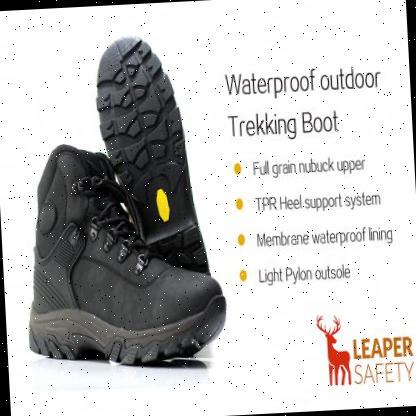 Waterproof outdoor
Trekking Boot
Full grain nubuck upper
TPR Heel support system
Membrane waterproof lining
Light Pylon outsole
LEAPER
SAFETY